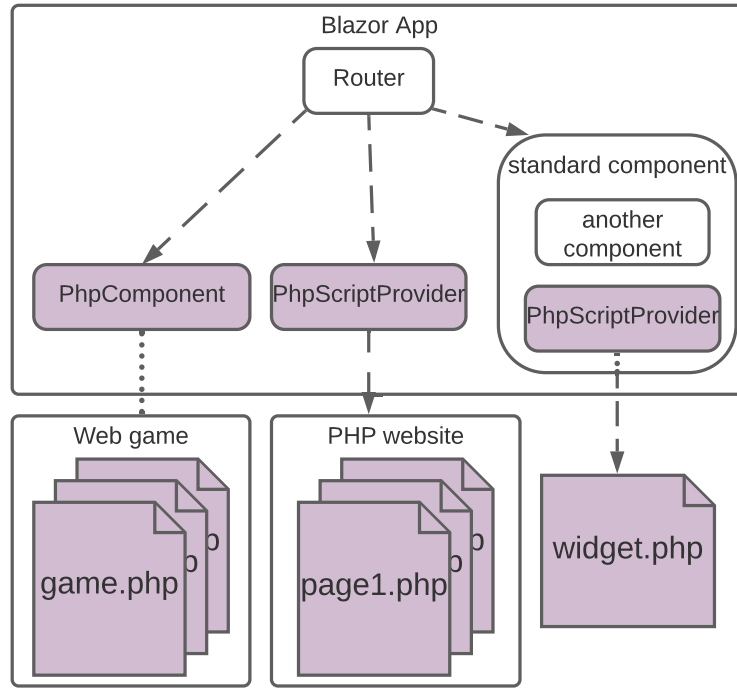 Blazor App
Router
standard component
another
component
PhpComponent
PhpScriptProvider
PhpScriptProvider
Web game
PHP website
p
p
game.php
p
p
page1.php
widget.php